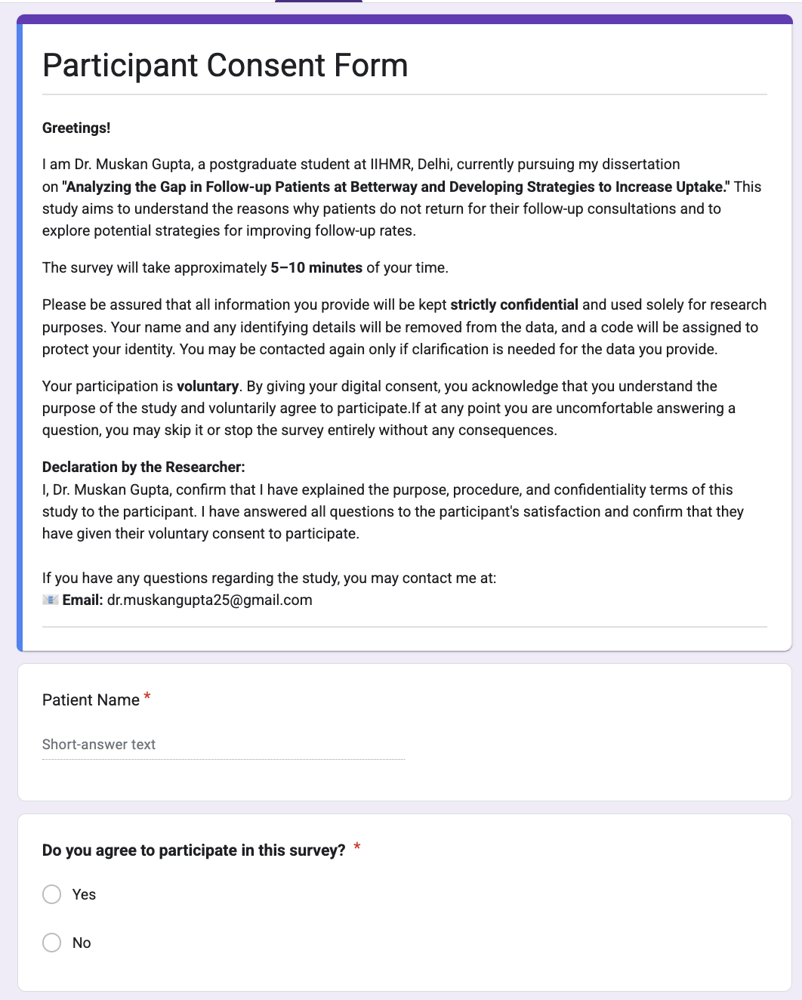 Participant Consent Form
Greetings!
I am Dr. Muskan Gupta, a postgraduate student at IIHMR, Delhi, currently pursuing my dissertation
on "Analyzing the Gap in Follow-up Patients at Betterway and Developing Strategies to Increase Uptake." This
study aims to understand the reasons why patients do not return for their follow-up consultations and to
explore potential strategies for improving follow-up rates.
The survey will take approximately 5–10 minutes of your time.
Please be assured that all information you provide will be kept strictly confidential and used solely for research
purposes. Your name and any identifying details will be removed from the data, and a code will be assigned to
protect your identity. You may be contacted again only if clarification is needed for the data you provide.
Your participation is voluntary. By giving your digital consent, you acknowledge that you understand the
purpose of the study and voluntarily agree to participate.If at any point you are uncomfortable answering a
question, you may skip it or stop the survey entirely without any consequences.
Declaration by the Researcher:
I, Dr. Muskan Gupta, confirm that I have explained the purpose, procedure, and confidentiality terms of this
study to the participant. I have answered all questions to the participant's satisfaction and confirm that they
have given their voluntary consent to participate.
If you have any questions regarding the study, you may contact me at:
📧 Email: dr.muskangupta25@gmail.com
Patient Name *
Short-answer text
Do you agree to participate in this survey? *
Yes
No